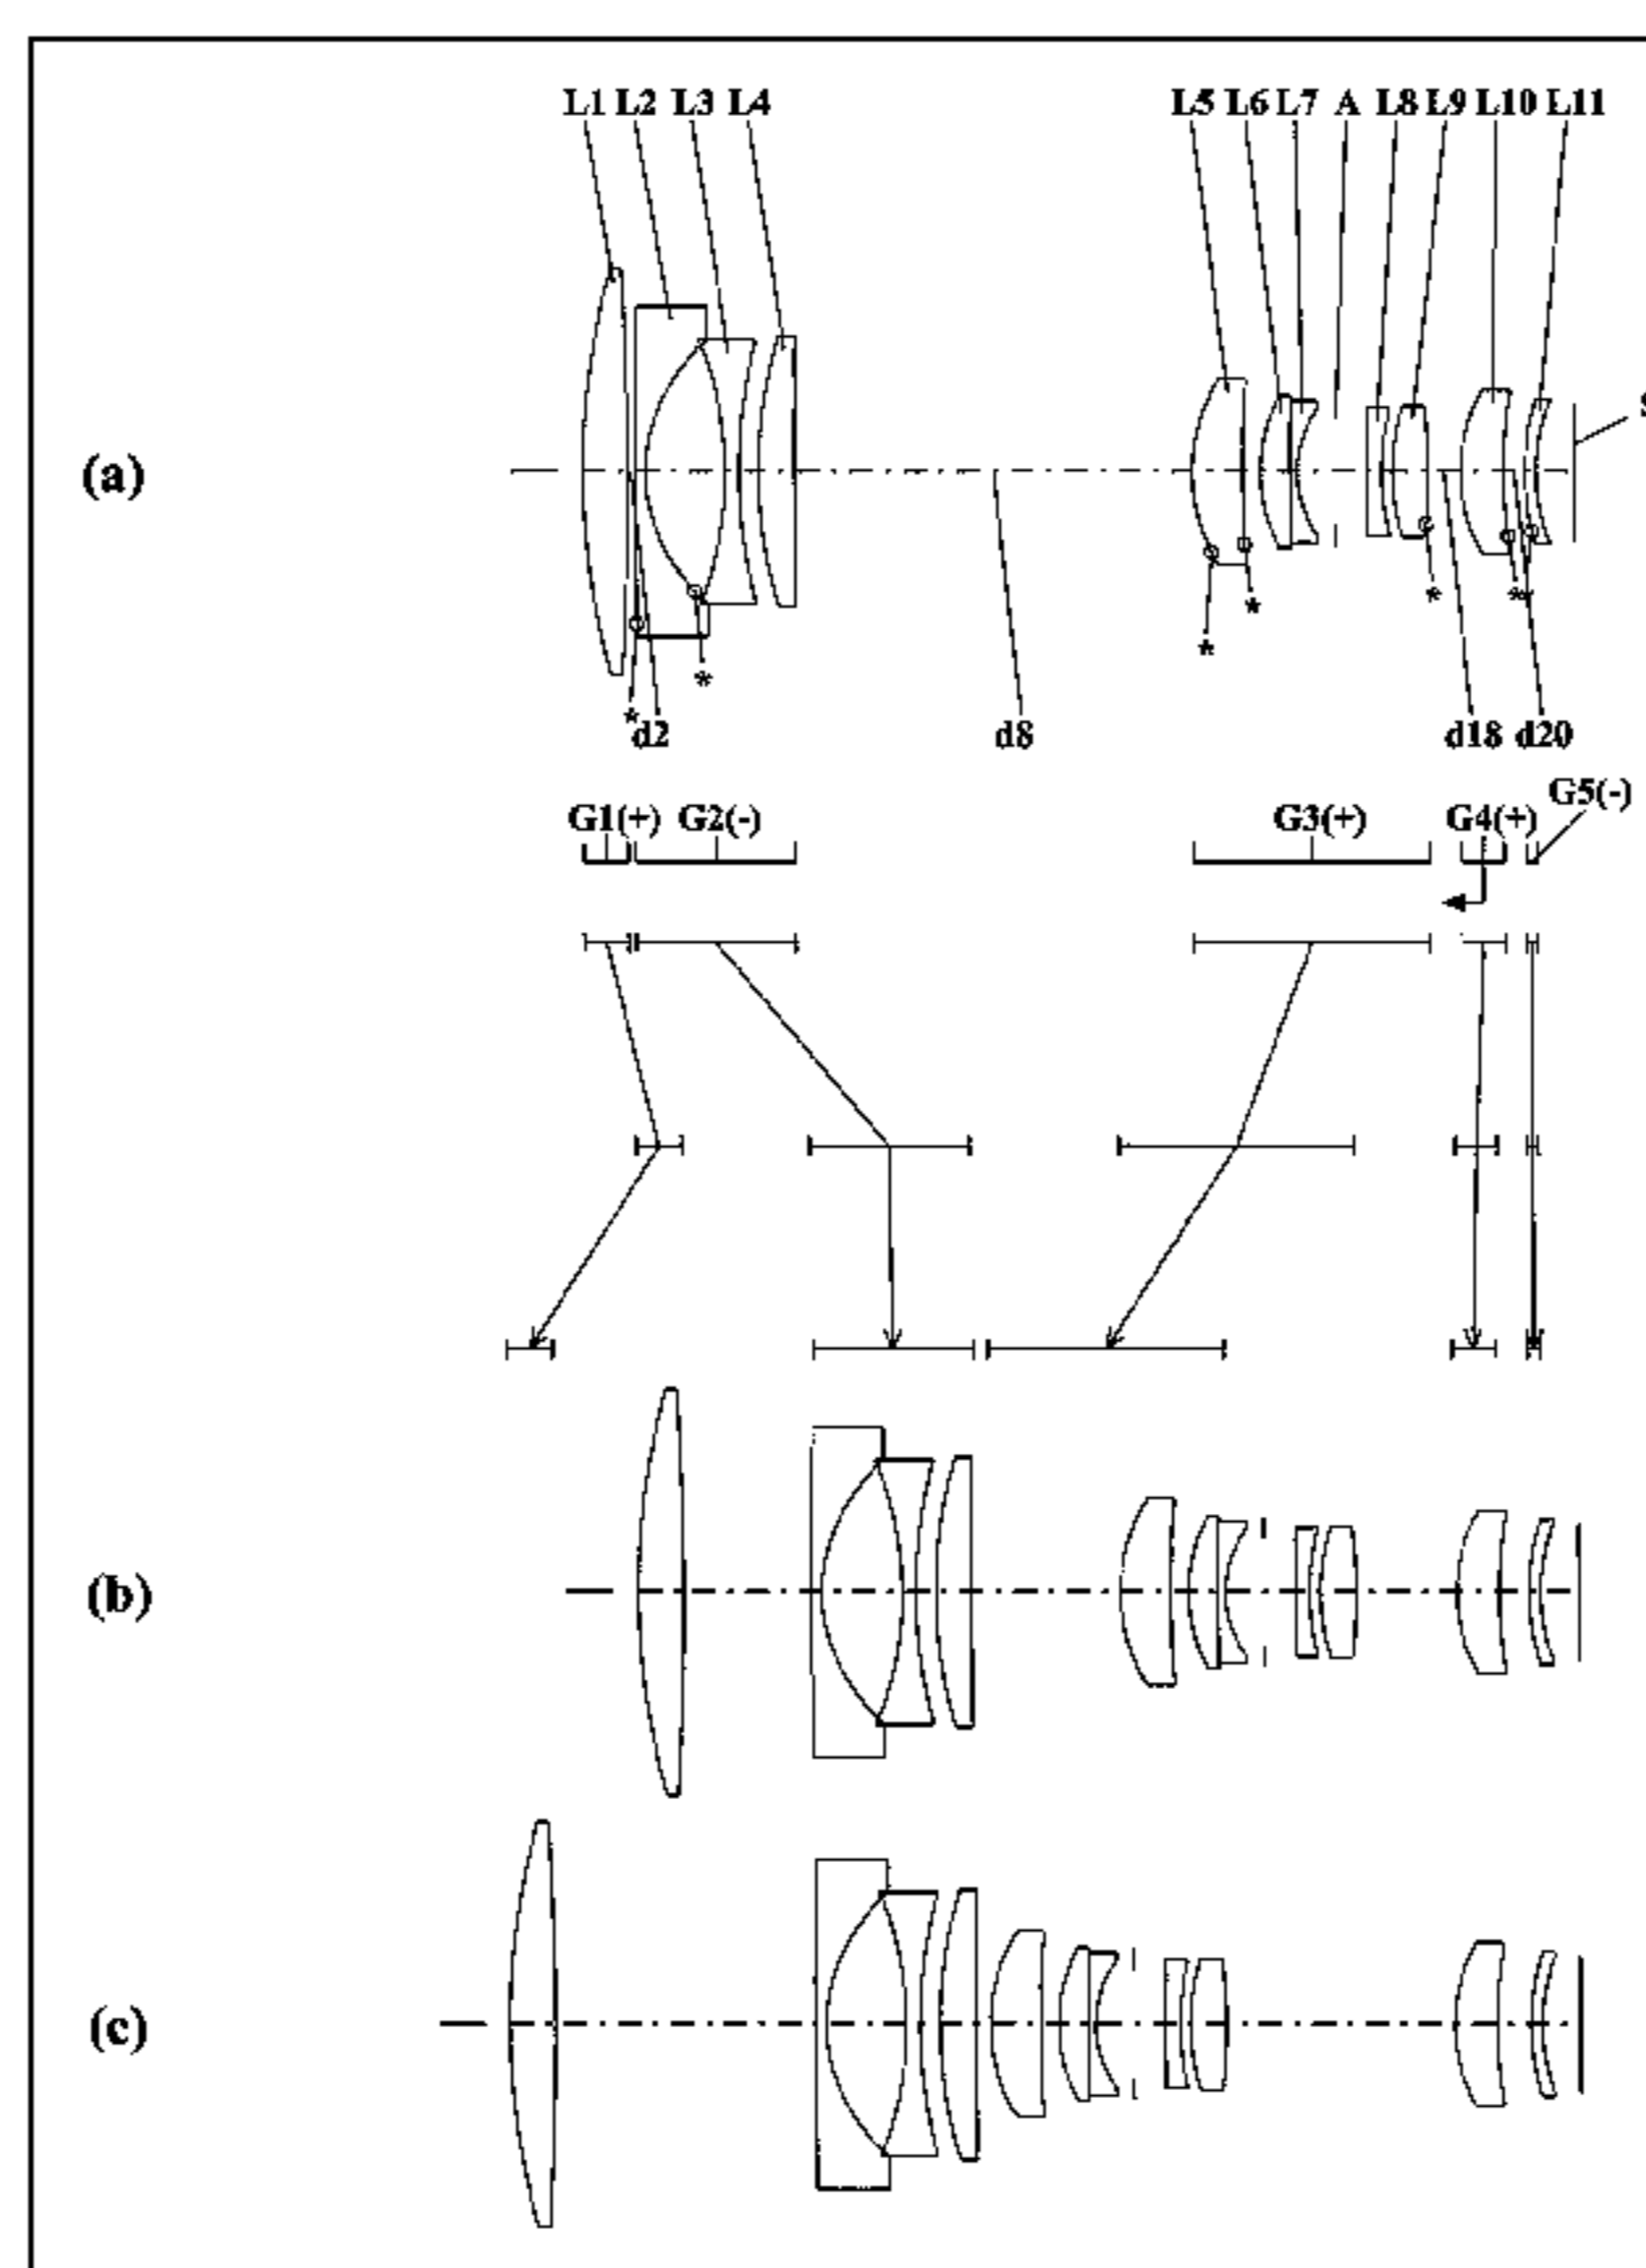 L1 L2 L3 L4 L5 L6 L7 A L8 L9 L10 L11
S
(a)
* * * * * * *
d2 d8 d18 d20
G1(+) G2(-) G3(+) G4(+) G5(-)
(b)
(c)